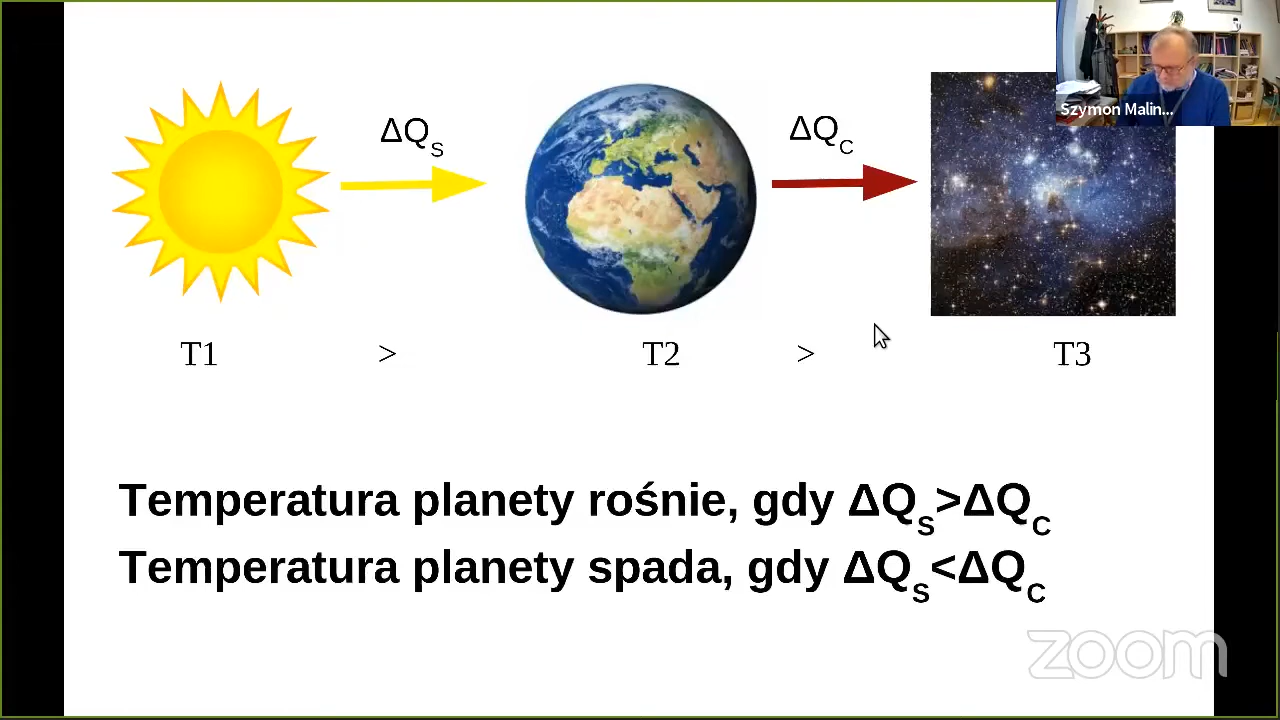 ΔQS
ΔQC
Szymon Malin...
T1 > T2 > T3
Temperatura planety rośnie, gdy ΔQS>ΔQC
Temperatura planety spada, gdy ΔQS<ΔQC
zoom